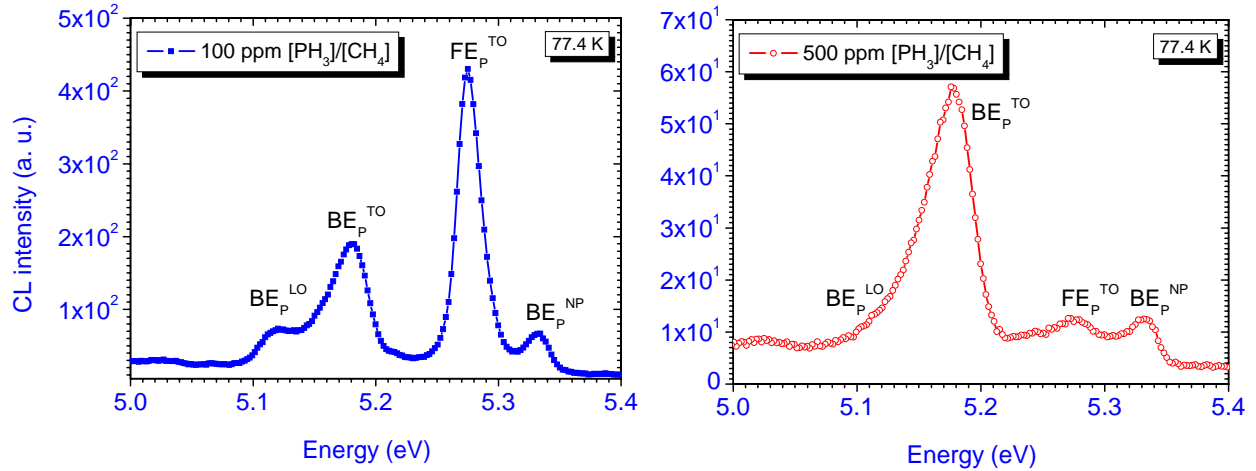 5x10²
4x10²
3x10²
2x10²
1x10²
CL intensity (a. u.)
100 ppm [PH₃]/[CH₄]
77.4 K
FE_P^TO
BE_P^TO
BE_P^LO
BE_P^NP
5.0 5.1 5.2 5.3 5.4
Energy (eV)
7x10¹
6x10¹
5x10¹
4x10¹
3x10¹
2x10¹
1x10¹
0
500 ppm [PH₃]/[CH₄]
77.4 K
BE_P^TO
BE_P^LO
FE_P^TO
BE_P^NP
5.0 5.1 5.2 5.3 5.4
Energy (eV)